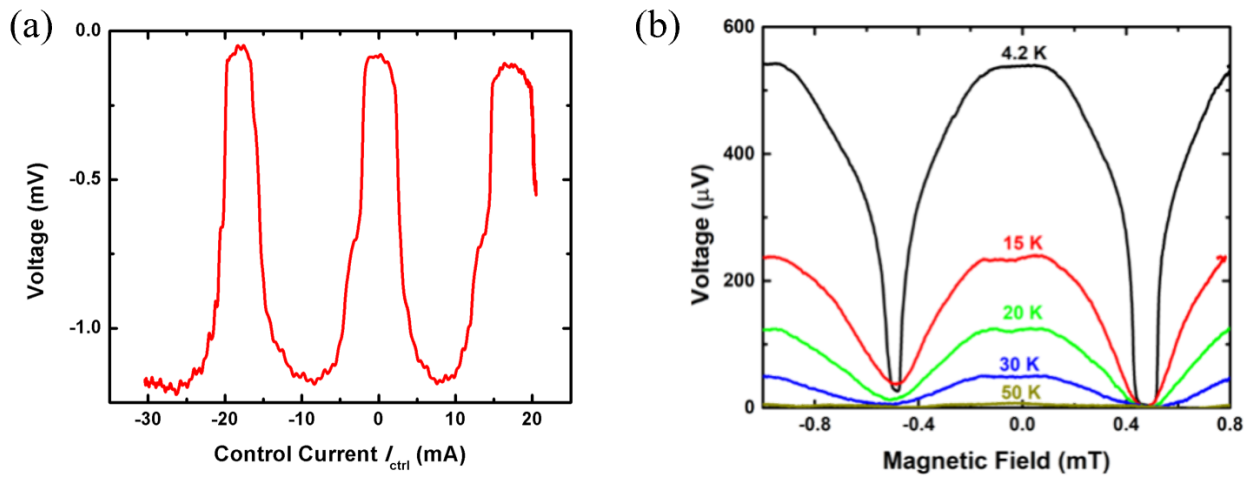 (a)
0.0
-0.5
-1.0
Voltage (mV)
-30 -20 -10 0 10 20
Control Current Ictrl (mA)
(b)
600
400
200
0
Voltage (μV)
4.2 K
15 K
20 K
30 K
50 K
-0.8 -0.4 0.0 0.4 0.8
Magnetic Field (mT)